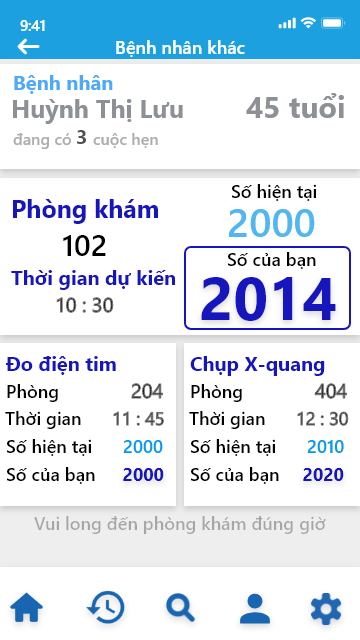 9:41
Bệnh nhân khác
Bệnh nhân
Huỳnh Thị Lưu 45 tuổi
đang có 3 cuộc hẹn
Phòng khám
102
Thời gian dự kiến
10 : 30
Số hiện tại
2000
Số của bạn
2014
Đo điện tim
Phòng 204
Thời gian 11 : 45
Số hiện tại 2000
Số của bạn 2000
Chụp X-quang
Phòng 404
Thời gian 12 : 30
Số hiện tại 2010
Số của bạn 2020
Vui long đến phòng khám đúng giờ